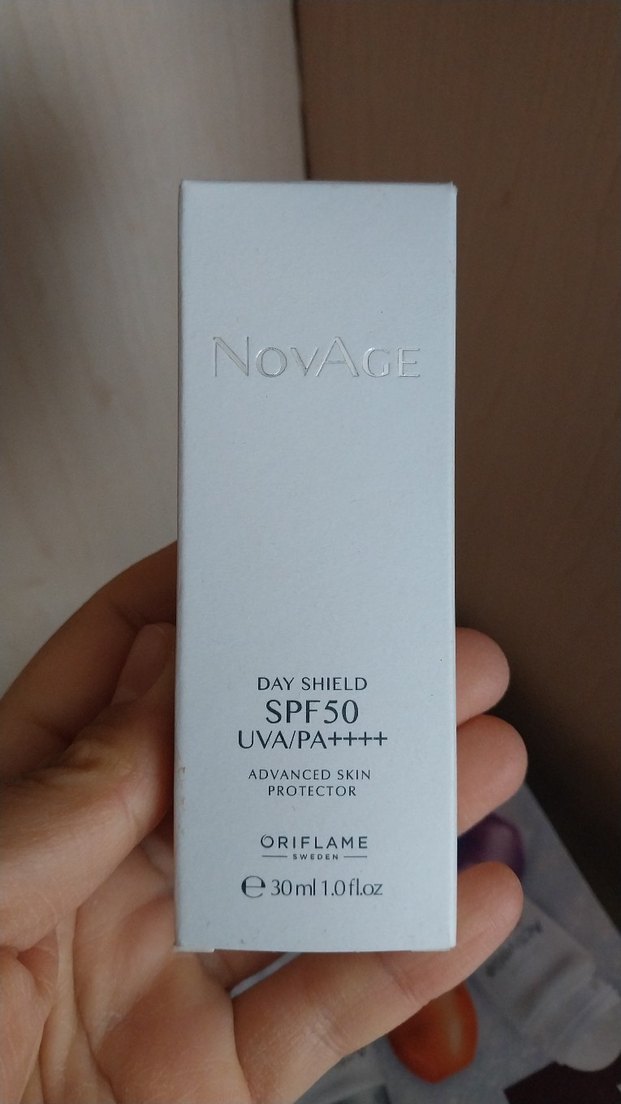 NOVAGE
DAY SHIELD
SPF50
UVA/PA++++
ADVANCED SKIN
PROTECTOR
ORIFLAME
SWEDEN
℮ 30 ml 1.0 fl.oz